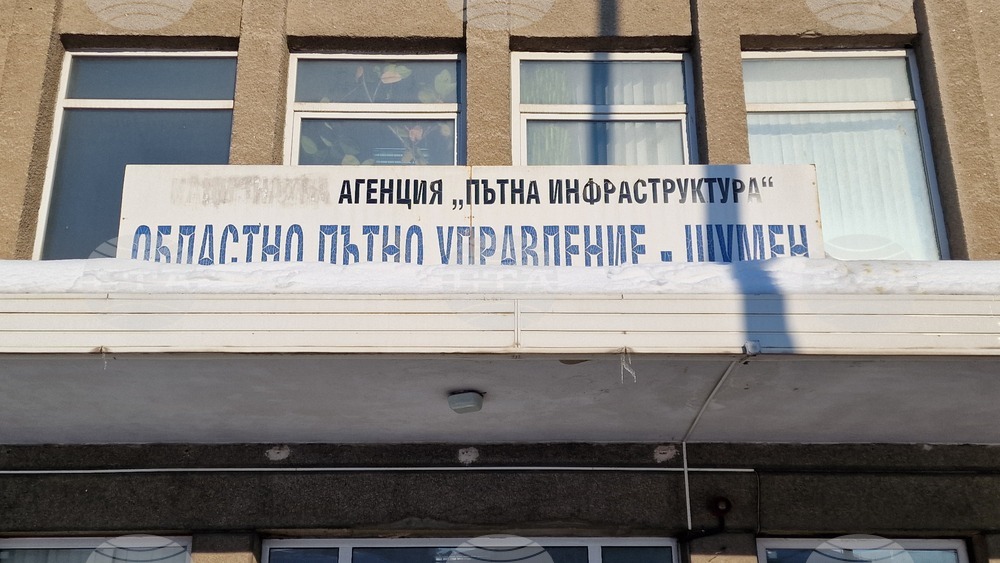 АГЕНЦИЯ „ПЪТНА ИНФРАСТРУКТУРА“
ОБЛАСТНО ПЪТНО УПРАВЛЕНИЕ - ШУМЕН